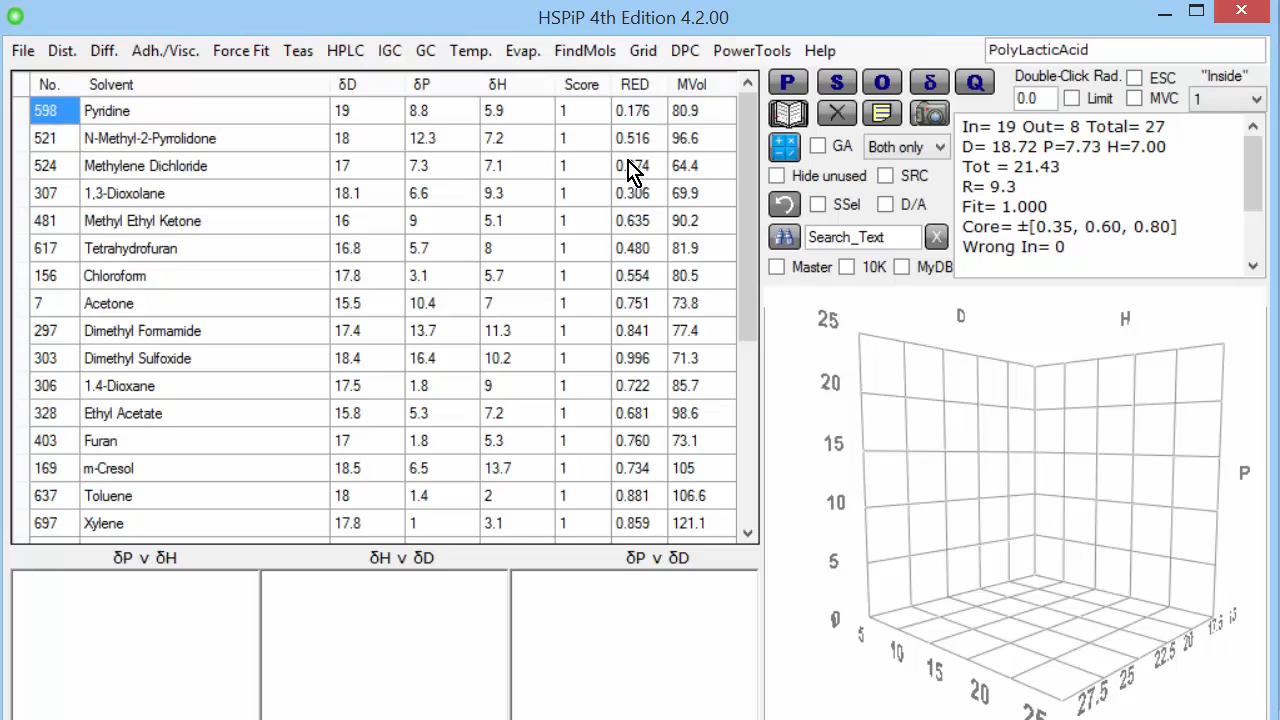 HSPiP 4th Edition 4.2.00
File Dist. Diff. Adh./Visc. Force Fit Teas HPLC IGC GC Temp. Evap. FindMols Grid DPC PowerTools Help PolyLacticAcid
No. Solvent δD δP δH Score RED MVol
598 Pyridine 19 8.8 5.9 1 0.176 80.9
521 N-Methyl-2-Pyrrolidone 18 12.3 7.2 1 0.516 96.6
524 Methylene Dichloride 17 7.3 7.1 1 64.4
307 1,3-Dioxolane 18.1 6.6 9.3 1 0.306 69.9
481 Methyl Ethyl Ketone 16 9 5.1 1 0.635 90.2
617 Tetrahydrofuran 16.8 5.7 8 1 0.480 81.9
156 Chloroform 17.8 3.1 5.7 1 0.554 80.5
7 Acetone 15.5 10.4 7 1 0.751 73.8
297 Dimethyl Formamide 17.4 13.7 11.3 1 0.841 77.4
303 Dimethyl Sulfoxide 18.4 16.4 10.2 1 0.996 71.3
306 1.4-Dioxane 17.5 1.8 9 1 0.722 85.7
328 Ethyl Acetate 15.8 5.3 7.2 1 0.681 98.6
403 Furan 17 1.8 5.3 1 0.760 73.1
169 m-Cresol 18.5 6.5 13.7 1 0.734 105
637 Toluene 18 1.4 2 1 0.881 106.6
697 Xylene 17.8 1 3.1 1 0.859 121.1
δP v δH δH v δD δP v δD
P S O δ Q
Double-Click Rad. ESC "Inside"
0.0 Limit MVC 1
GA Both only
Hide unused SRC
SSel D/A
Search_Text X
Master 10K MyDB
In= 19 Out= 8 Total= 27
D= 18.72 P=7.73 H=7.00
Tot = 21.43
R= 9.3
Fit= 1.000
Core= ±[0.35, 0.60, 0.80]
Wrong In= 0
25 D H
20
15
10 P
5
5 10 15 20 25
27.5 25 22.5 20 17.5 15